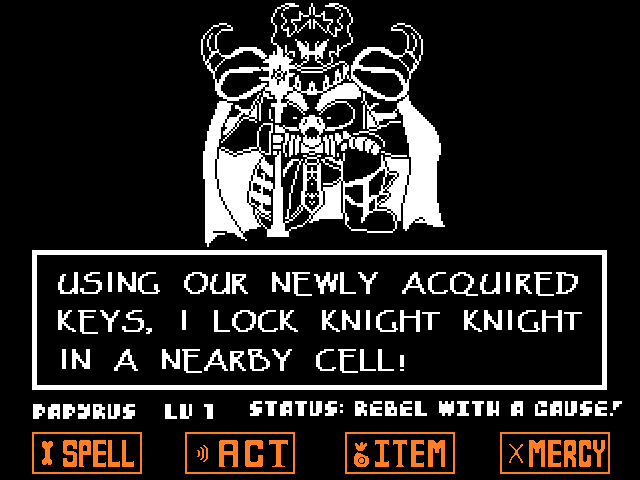 USING OUR NEWLY ACQUIRED
KEYS, I LOCK KNIGHT KNIGHT
IN A NEARBY CELL!
PAPYRUS LV 1 STATUS: REBEL WITH A CAUSE!
SPELL ACT ITEM MERCY